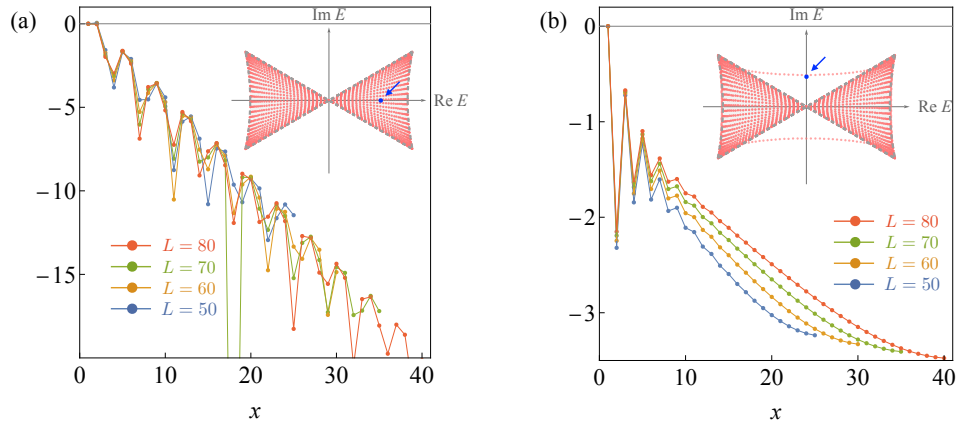 (a)
0
−5
−10
−15
0
10
20
30
40
x
Im E
Re E
L = 80
L = 70
L = 60
L = 50
(b)
0
−1
−2
−3
0
10
20
30
40
x
Im E
Re E
L = 80
L = 70
L = 60
L = 50